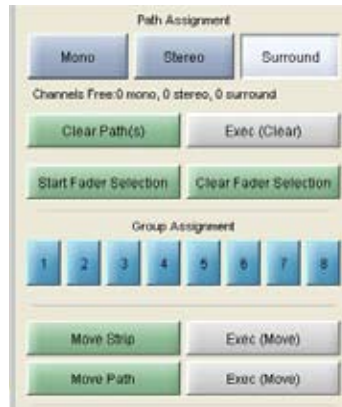 Path Assignment
Mono Stereo Surround
Channels Free:0 mono, 0 stereo, 0 surround
Clear Path(s) Exec (Clear)
Start Fader Selection Clear Fader Selection
Group Assignment
1 2 3 4 5 6 7 8
Move Strip Exec (Move)
Move Path Exec (Move)